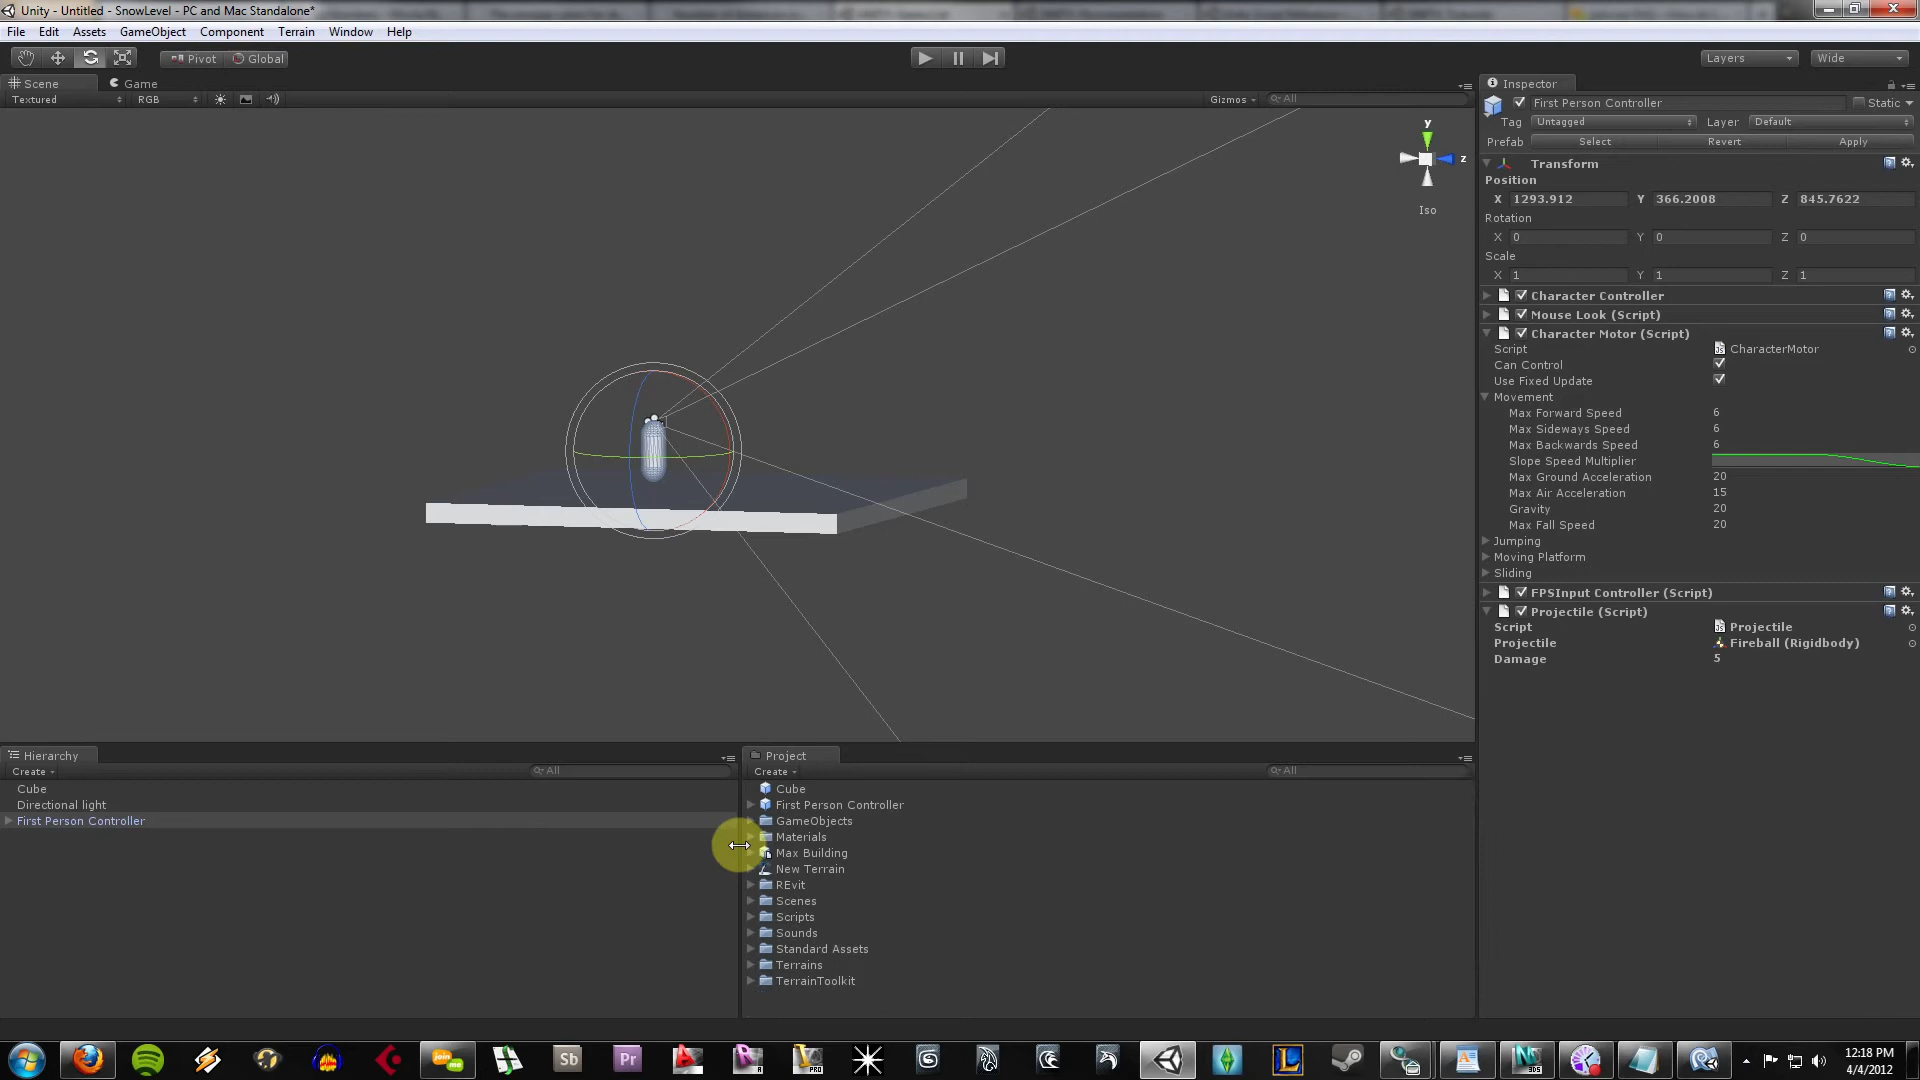 Unity - Untitled - SnowLevel - PC and Mac Standalone*
File Edit Assets GameObject Component Terrain Window Help
Pivot Global Layers Wide
Scene Game
Textured RGB Gizmos All
y
z
Iso
Inspector
First Person Controller Static
Tag Untagged Layer Default
Prefab Select Revert Apply
Transform
Position
X 1293.912 Y 366.2008 Z 845.7622
Rotation
X 0 Y 0 Z 0
Scale
X 1 Y 1 Z 1
Character Controller
Mouse Look (Script)
Character Motor (Script)
Script CharacterMotor
Can Control
Use Fixed Update
Movement
Max Forward Speed 6
Max Sideways Speed 6
Max Backwards Speed 6
Slope Speed Multiplier
Max Ground Acceleration 20
Max Air Acceleration 15
Gravity 20
Max Fall Speed 20
Jumping
Moving Platform
Sliding
FPSInput Controller (Script)
Projectile (Script)
Script Projectile
Projectile Fireball (Rigidbody)
Damage 5
Hierarchy
Create All
Cube
Directional light
First Person Controller
Project
Create All
Cube
First Person Controller
GameObjects
Materials
Max Building
New Terrain
REvit
Scenes
Scripts
Sounds
Standard Assets
Terrains
TerrainToolkit
join me
Sb
Pr
PRO
L
12:18 PM
4/4/2012